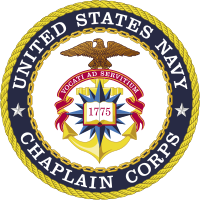 UNITED STATES NAVY
VOCATI AD SERVITIUM
1775
CHAPLAIN CORPS